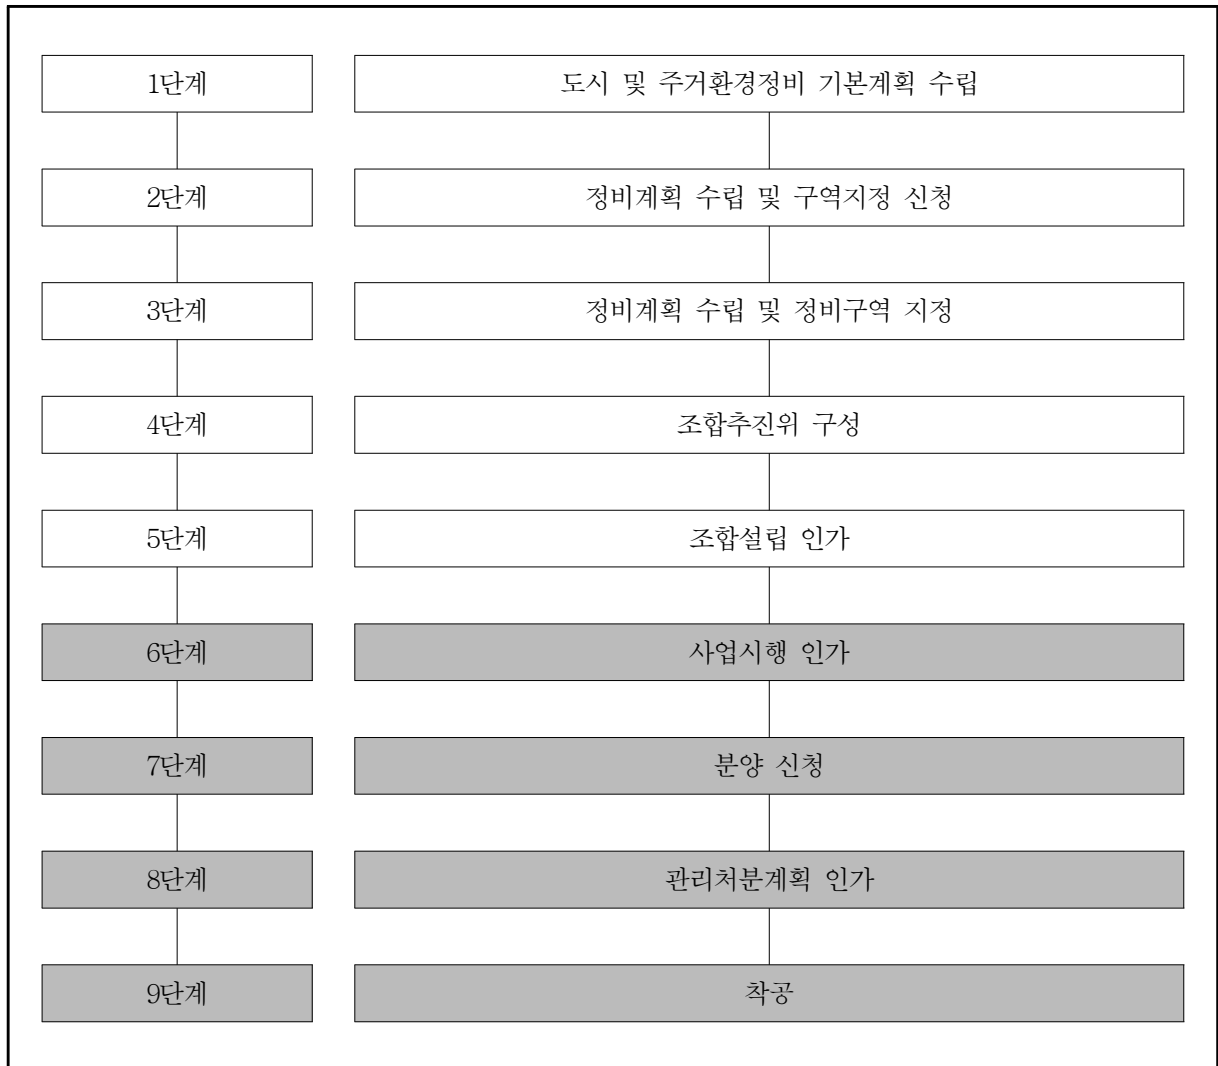 1단계 도시 및 주거환경정비 기본계획 수립
2단계 정비계획 수립 및 구역지정 신청
3단계 정비계획 수립 및 정비구역 지정
4단계 조합추진위 구성
5단계 조합설립 인가
6단계 사업시행 인가
7단계 분양 신청
8단계 관리처분계획 인가
9단계 착공